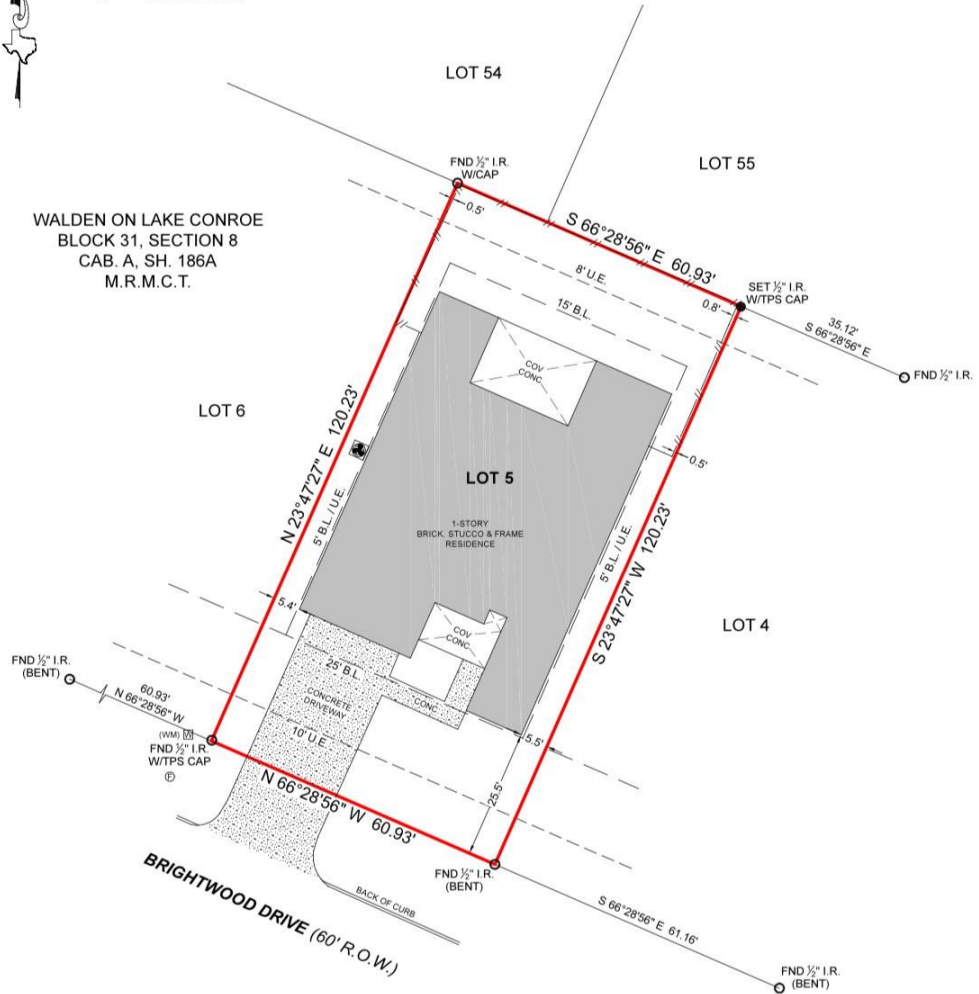 LOT 54
LOT 55
FND ½" I.R.
W/CAP
0.5'
S 66°28'56" E 60.93'
WALDEN ON LAKE CONROE
BLOCK 31, SECTION 8
CAB. A, SH. 186A
M.R.M.C.T.
8' U.E.
15' B.L.
0.8'
SET ½" I.R.
W/TPS CAP
35.12'
S 66°28'56" E
FND ½" I.R.
COV
CONC
LOT 6
N 23°47'27" E 120.23'
5' B.L./U.E.
LOT 5
0.5'
1-STORY
BRICK, STUCCO & FRAME
RESIDENCE
5' B.L./U.E.
S 23°47'27" W 120.23'
LOT 4
5.4'
COV
CONC
25' B.L.
CONCRETE
DRIVEWAY
CONC
FND ½" I.R.
(BENT)
60.93'
N 66°28'56" W
(WM) W
FND ½" I.R.
W/TPS CAP
F
10' U.E.
5.5'
25.5'
N 66°28'56" W 60.93'
FND ½" I.R.
(BENT)
BACK OF CURB
BRIGHTWOOD DRIVE (60' R.O.W.)
S 66°28'56" E 61.16'
FND ½" I.R.
(BENT)